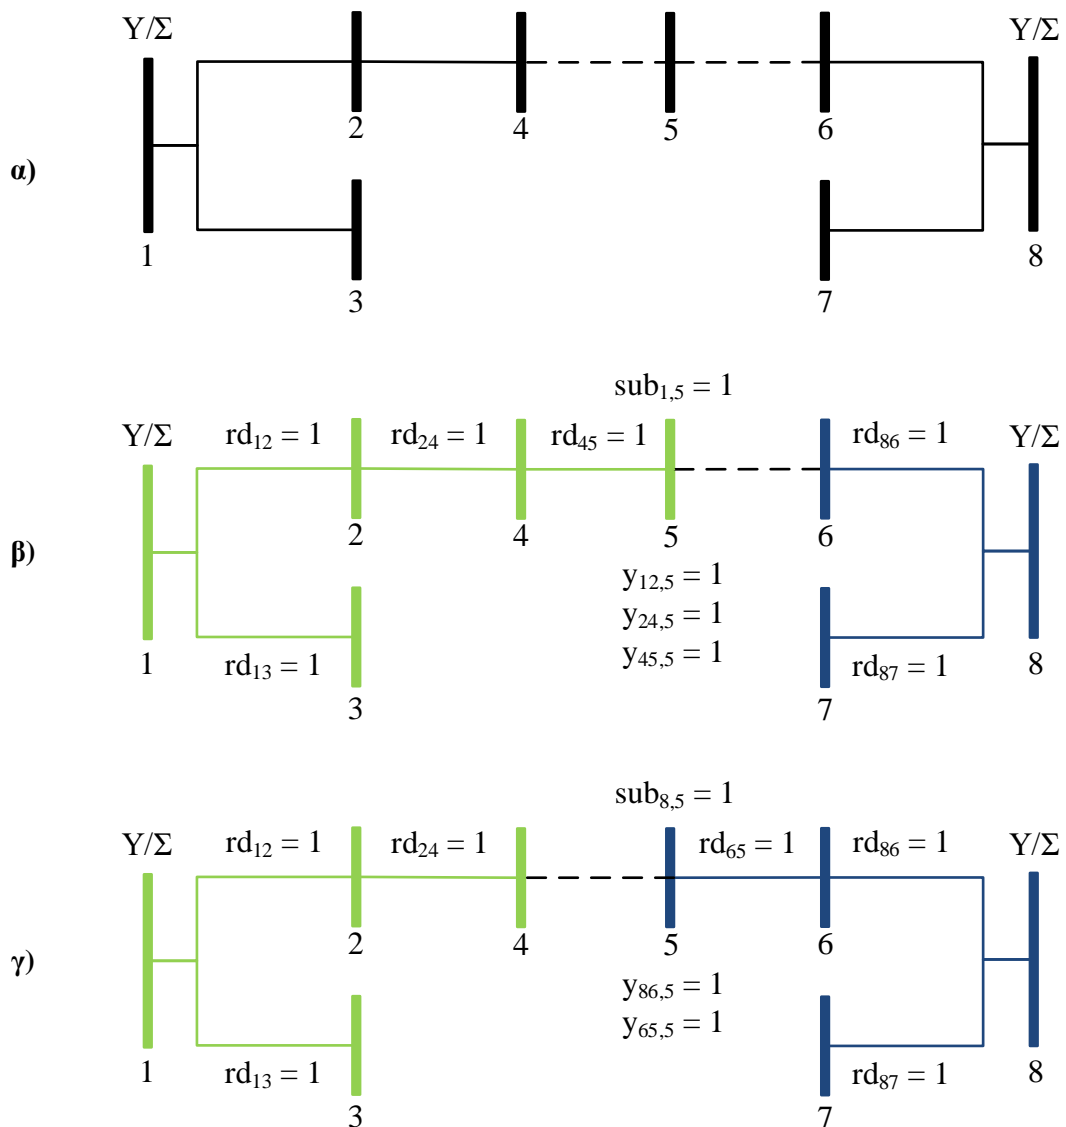 Υ/Σ Υ/Σ
2 4 5 6
α)
1 8
3 7
sub1,5 = 1
Υ/Σ rd12 = 1 rd24 = 1 rd45 = 1 rd86 = 1 Υ/Σ
2 4 5 6
β)
y12,5 = 1
y24,5 = 1
y45,5 = 1
1 rd13 = 1 rd87 = 1 8
3 7
sub8,5 = 1
Υ/Σ rd12 = 1 rd24 = 1 rd65 = 1 rd86 = 1 Υ/Σ
2 4 5 6
γ)
y86,5 = 1
y65,5 = 1
1 rd13 = 1 rd87 = 1 8
3 7